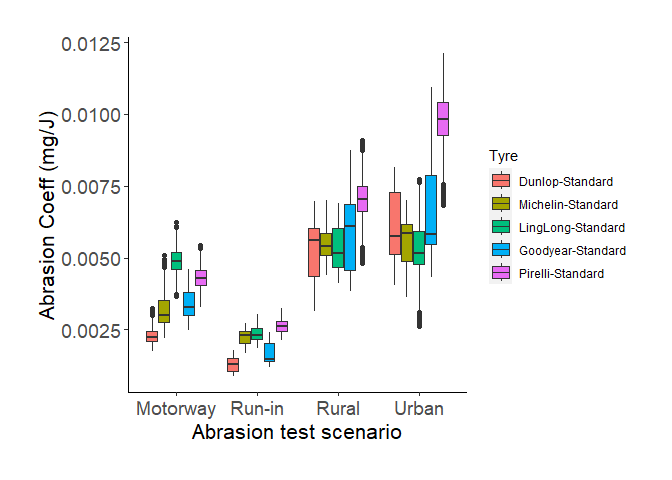 Abrasion Coeff (mg/J)
0.0125
0.0100
0.0075
0.0050
0.0025
Motorway Run-in Rural Urban
Abrasion test scenario
Tyre
Dunlop-Standard
Michelin-Standard
LingLong-Standard
Goodyear-Standard
Pirelli-Standard